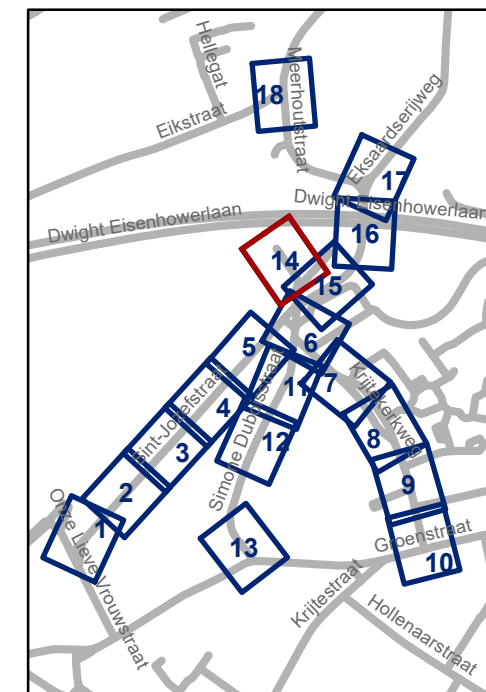 Hellegat
Meerhoutstraat
18
Eikstraat
Eksaardserijweg
17
Dwight Eisenhowerlaan
Dwight Eisenhowerlaan
16
14
15
5
6
Sint-Jozefstraat
Simone Dubosstraat
11
7
Krijtekerkweg
4
12
8
3
2
9
1
Onze Lieve Vrouwstraat
13
Groenstraat
10
Krijtestraat
Hollenaarstraat